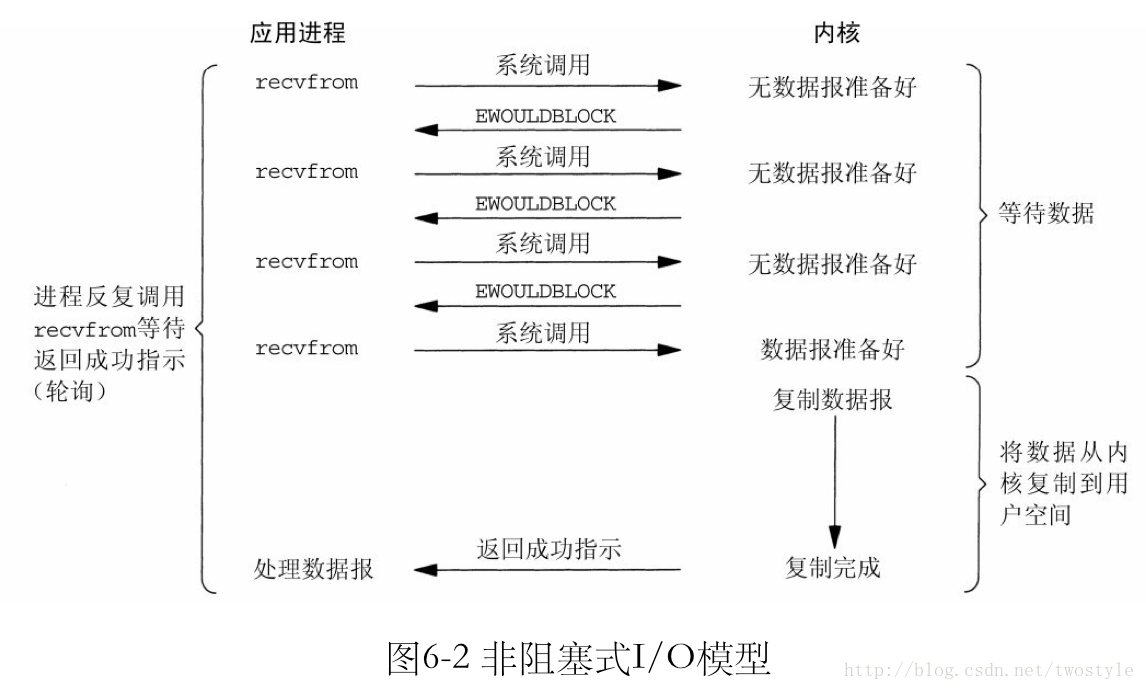 应用进程
内核
recvfrom
系统调用
无数据报准备好
EWOULDBLOCK
recvfrom
系统调用
无数据报准备好
EWOULDBLOCK
recvfrom
系统调用
无数据报准备好
EWOULDBLOCK
recvfrom
系统调用
数据报准备好
等待数据
进程反复调用
recvfrom等待
返回成功指示
（轮询）
复制数据报
将数据从内
核复制到用
户空间
处理数据报
返回成功指示
复制完成
图6-2 非阻塞式I/O模型
http://blog.csdn.net/twostyle